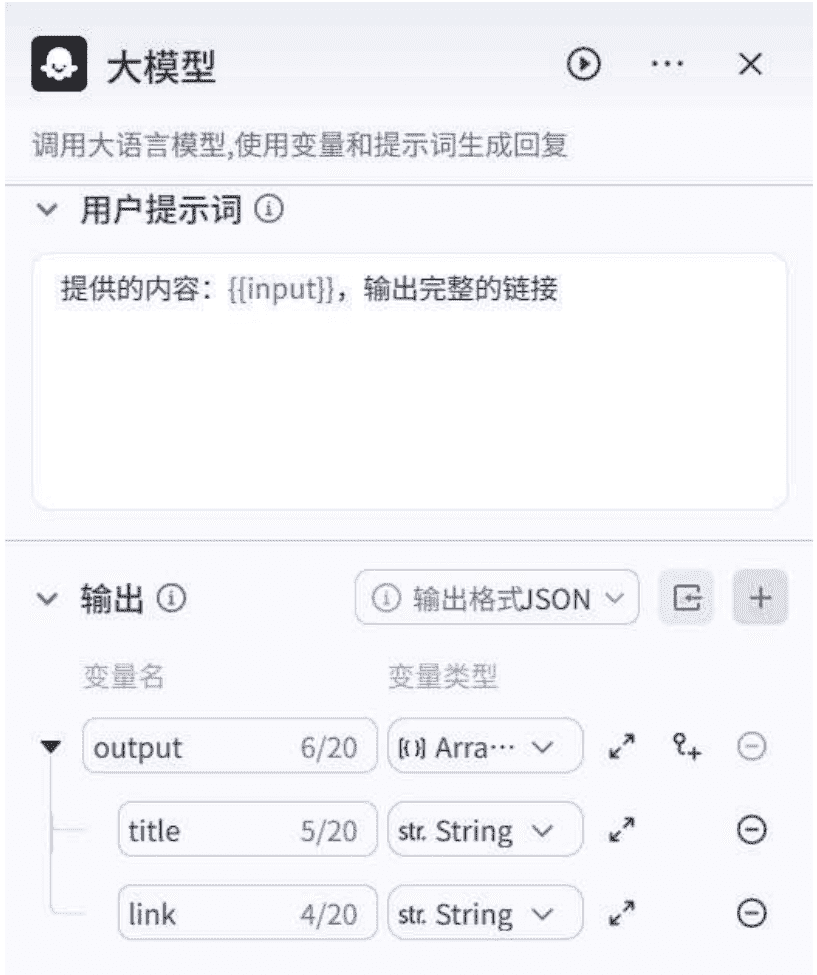 大模型
调用大语言模型,使用变量和提示词生成回复
用户提示词
提供的内容：{{input}}，输出完整的链接
输出 输出格式JSON
变量名 变量类型
output 6/20 [{}] Arra···
title 5/20 str. String
link 4/20 str. String